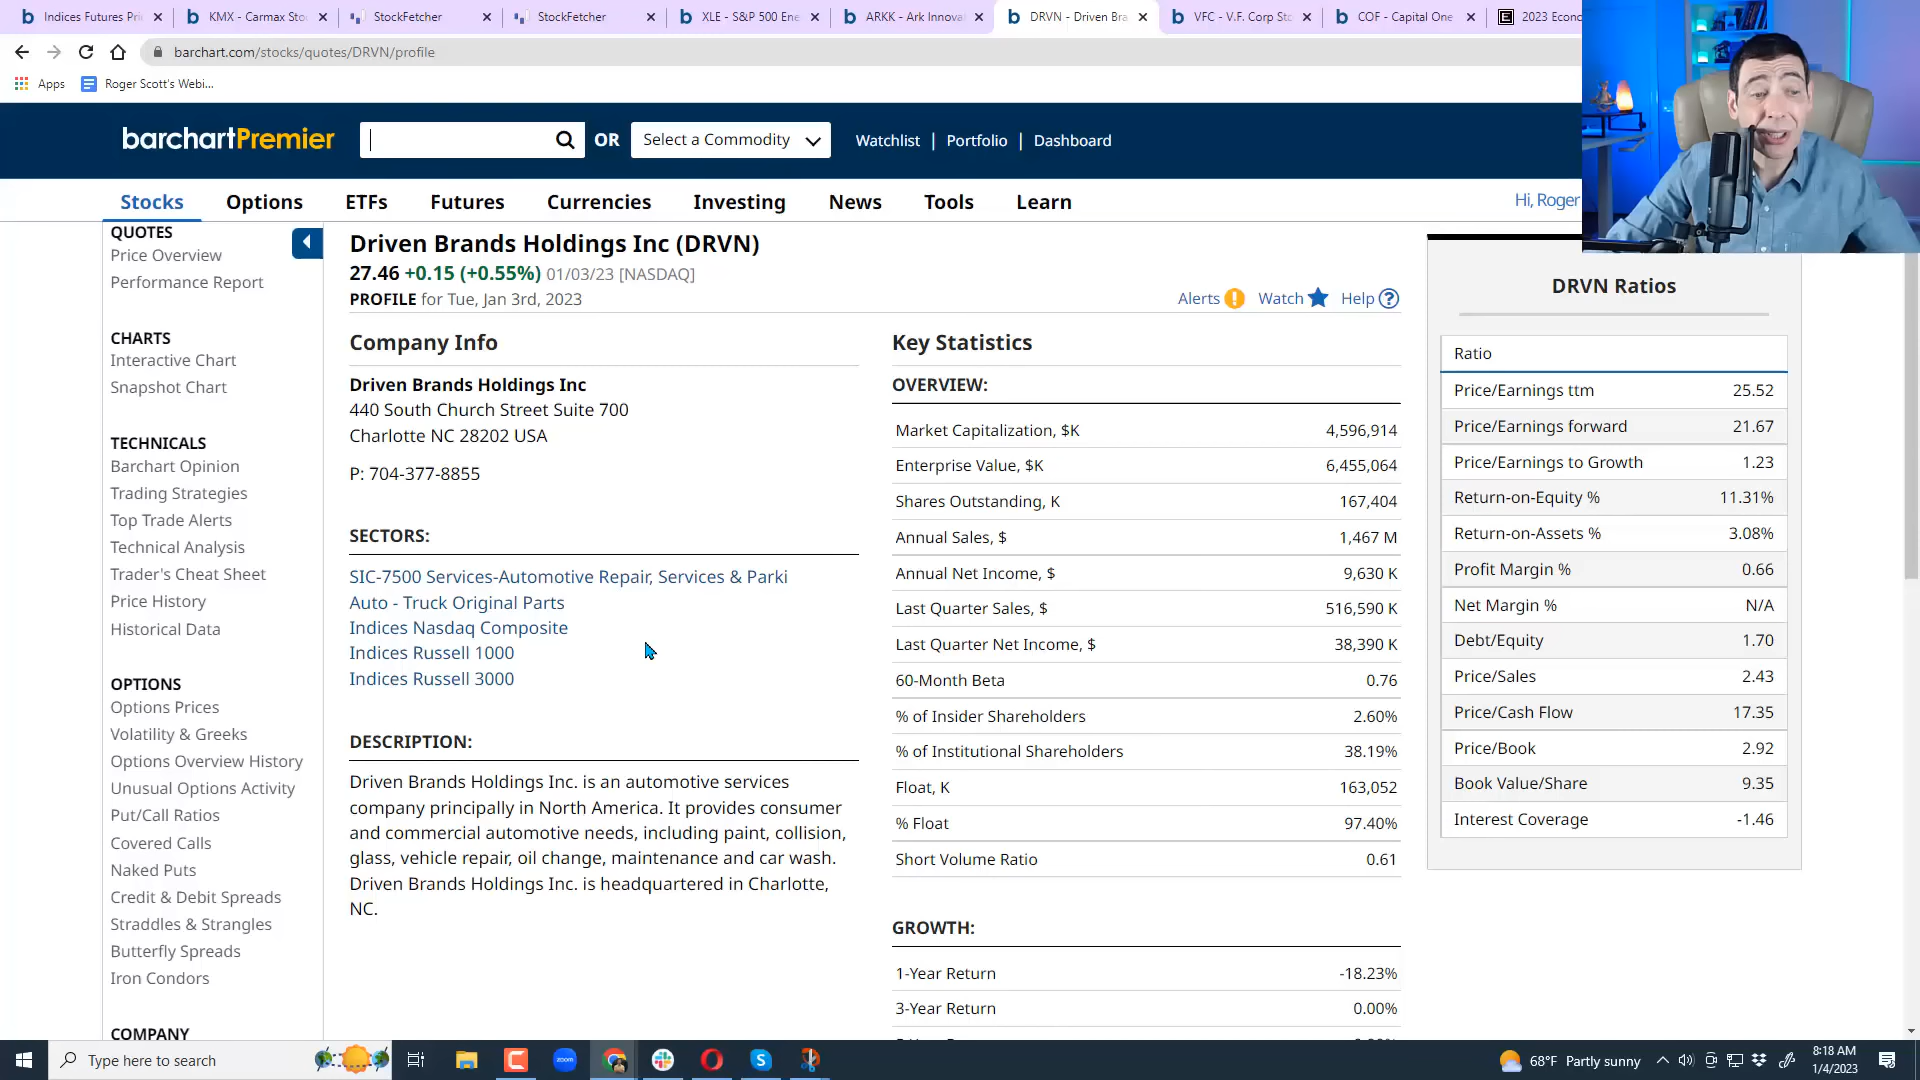 Indices Futures Pri
KMX - Carmax Sto
StockFetcher
StockFetcher
XLE - S&P 500 Ene
ARKK - Ark Innova
DRVN - Driven Bra
VFC - V.F. Corp Sto
COF - Capital One
2023 Econo
barchart.com/stocks/quotes/DRVN/profile
Apps
Roger Scott's Webi...
barchartPremier
OR
Select a Commodity
Watchlist | Portfolio | Dashboard
Stocks
Options
ETFs
Futures
Currencies
Investing
News
Tools
Learn
Hi, Roger
QUOTES
Price Overview
Performance Report
CHARTS
Interactive Chart
Snapshot Chart
TECHNICALS
Barchart Opinion
Trading Strategies
Top Trade Alerts
Technical Analysis
Trader's Cheat Sheet
Price History
Historical Data
OPTIONS
Options Prices
Volatility & Greeks
Options Overview History
Unusual Options Activity
Put/Call Ratios
Covered Calls
Naked Puts
Credit & Debit Spreads
Straddles & Strangles
Butterfly Spreads
Iron Condors
COMPANY
Driven Brands Holdings Inc (DRVN)
27.46 +0.15 (+0.55%) 01/03/23 [NASDAQ]
PROFILE for Tue, Jan 3rd, 2023
Alerts
Watch
Help
Company Info
Driven Brands Holdings Inc
440 South Church Street Suite 700
Charlotte NC 28202 USA
P: 704-377-8855
SECTORS:
SIC-7500 Services-Automotive Repair, Services & Parki
Auto - Truck Original Parts
Indices Nasdaq Composite
Indices Russell 1000
Indices Russell 3000
DESCRIPTION:
Driven Brands Holdings Inc. is an automotive services
company principally in North America. It provides consumer
and commercial automotive needs, including paint, collision,
glass, vehicle repair, oil change, maintenance and car wash.
Driven Brands Holdings Inc. is headquartered in Charlotte,
NC.
Key Statistics
OVERVIEW:
Market Capitalization, $K 4,596,914
Enterprise Value, $K 6,455,064
Shares Outstanding, K 167,404
Annual Sales, $ 1,467 M
Annual Net Income, $ 9,630 K
Last Quarter Sales, $ 516,590 K
Last Quarter Net Income, $ 38,390 K
60-Month Beta 0.76
% of Insider Shareholders 2.60%
% of Institutional Shareholders 38.19%
Float, K 163,052
% Float 97.40%
Short Volume Ratio 0.61
GROWTH:
1-Year Return -18.23%
3-Year Return 0.00%
DRVN Ratios
Ratio
Price/Earnings ttm 25.52
Price/Earnings forward 21.67
Price/Earnings to Growth 1.23
Return-on-Equity % 11.31%
Return-on-Assets % 3.08%
Profit Margin % 0.66
Net Margin % N/A
Debt/Equity 1.70
Price/Sales 2.43
Price/Cash Flow 17.35
Price/Book 2.92
Book Value/Share 9.35
Interest Coverage -1.46
Type here to search
zoom
68°F Partly sunny
8:18 AM
1/4/2023